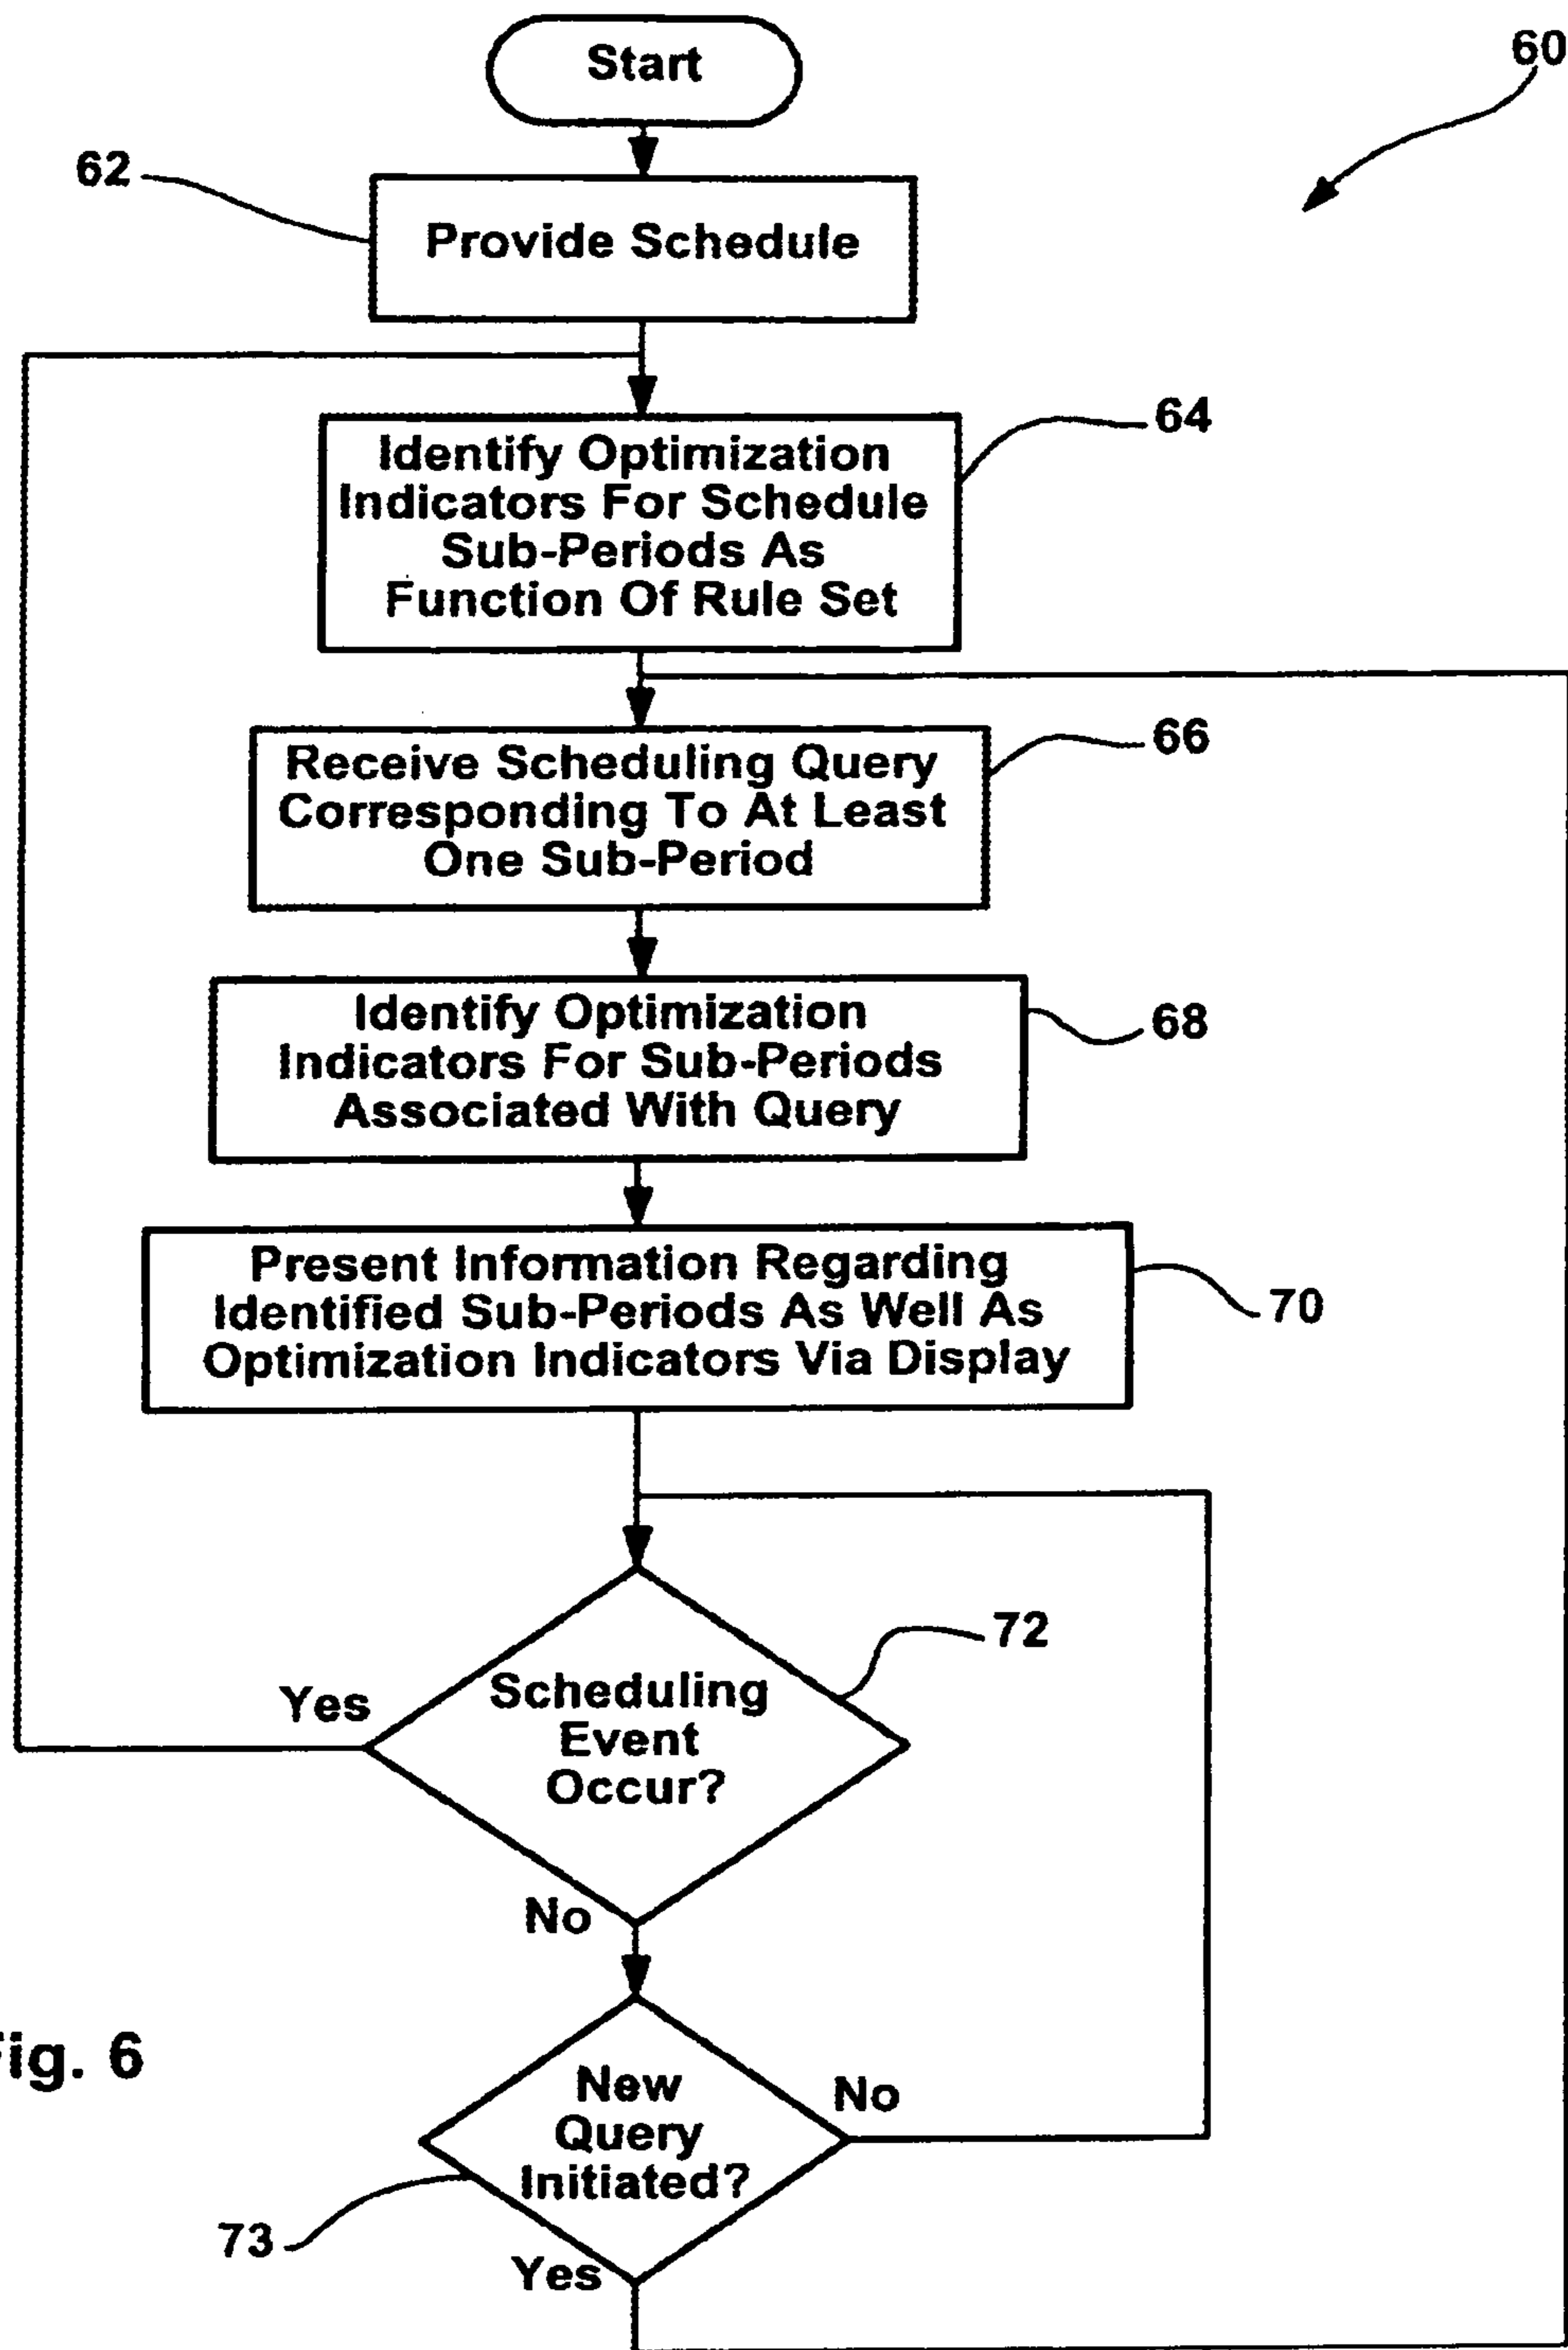 Start
60
62
Provide Schedule
64
Identify Optimization
Indicators For Schedule
Sub-Periods As
Function Of Rule Set
66
Receive Scheduling Query
Corresponding To At Least
One Sub-Period
68
Identify Optimization
Indicators For Sub-Periods
Associated With Query
70
Present Information Regarding
Identified Sub-Periods As Well As
Optimization Indicators Via Display
72
Yes
Scheduling
Event
Occur?
No
Fig. 6
New
Query
Initiated?
No
73
Yes